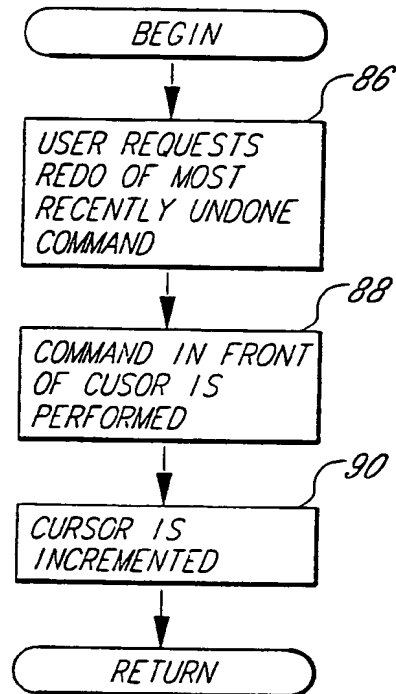 BEGIN
86
USER REQUESTS
REDO OF MOST
RECENTLY UNDONE
COMMAND
88
COMMAND IN FRONT
OF CUSOR IS
PERFORMED
90
CURSOR IS
INCREMENTED
RETURN